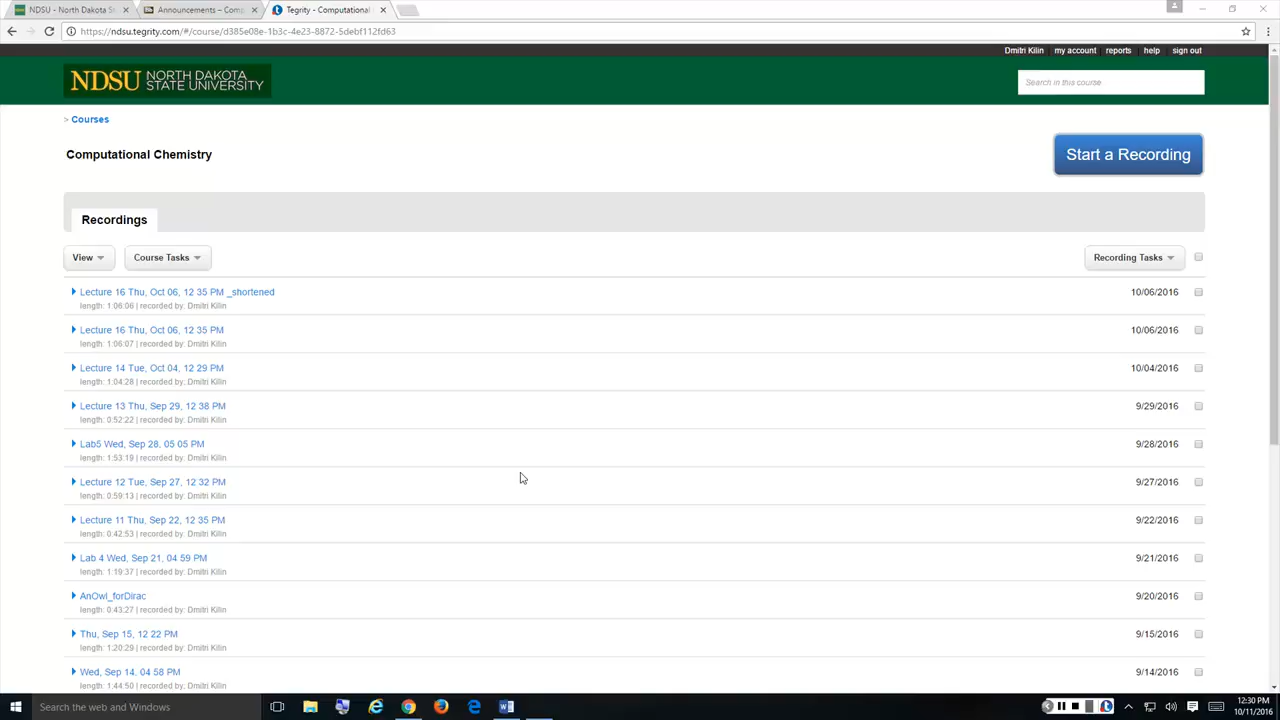 NDSU - North Dakota St
Announcements – Comp
Tegrity - Computational
https://ndsu.tegrity.com/#/course/d385e08e-1b3c-4e23-8872-5debf112fd63
Dmitri Kilin my account reports help sign out
NDSU NORTH DAKOTA STATE UNIVERSITY
Search in this course
> Courses
Computational Chemistry
Start a Recording
Recordings
View Course Tasks Recording Tasks
Lecture 16 Thu, Oct 06, 12 35 PM _shortened 10/06/2016
length: 1:06:06 | recorded by: Dmitri Kilin
Lecture 16 Thu, Oct 06, 12 35 PM 10/06/2016
length: 1:06:07 | recorded by: Dmitri Kilin
Lecture 14 Tue, Oct 04, 12 29 PM 10/04/2016
length: 1:04:28 | recorded by: Dmitri Kilin
Lecture 13 Thu, Sep 29, 12 38 PM 9/29/2016
length: 0:52:22 | recorded by: Dmitri Kilin
Lab5 Wed, Sep 28, 05 05 PM 9/28/2016
length: 1:53:19 | recorded by: Dmitri Kilin
Lecture 12 Tue, Sep 27, 12 32 PM 9/27/2016
length: 0:59:13 | recorded by: Dmitri Kilin
Lecture 11 Thu, Sep 22, 12 35 PM 9/22/2016
length: 0:42:53 | recorded by: Dmitri Kilin
Lab 4 Wed, Sep 21, 04 59 PM 9/21/2016
length: 1:19:37 | recorded by: Dmitri Kilin
AnOwl_forDirac 9/20/2016
length: 0:43:27 | recorded by: Dmitri Kilin
Thu, Sep 15, 12 22 PM 9/15/2016
length: 1:20:29 | recorded by: Dmitri Kilin
Wed, Sep 14, 04 58 PM 9/14/2016
length: 1:44:50 | recorded by: Dmitri Kilin
Search the web and Windows
12:30 PM
10/11/2016